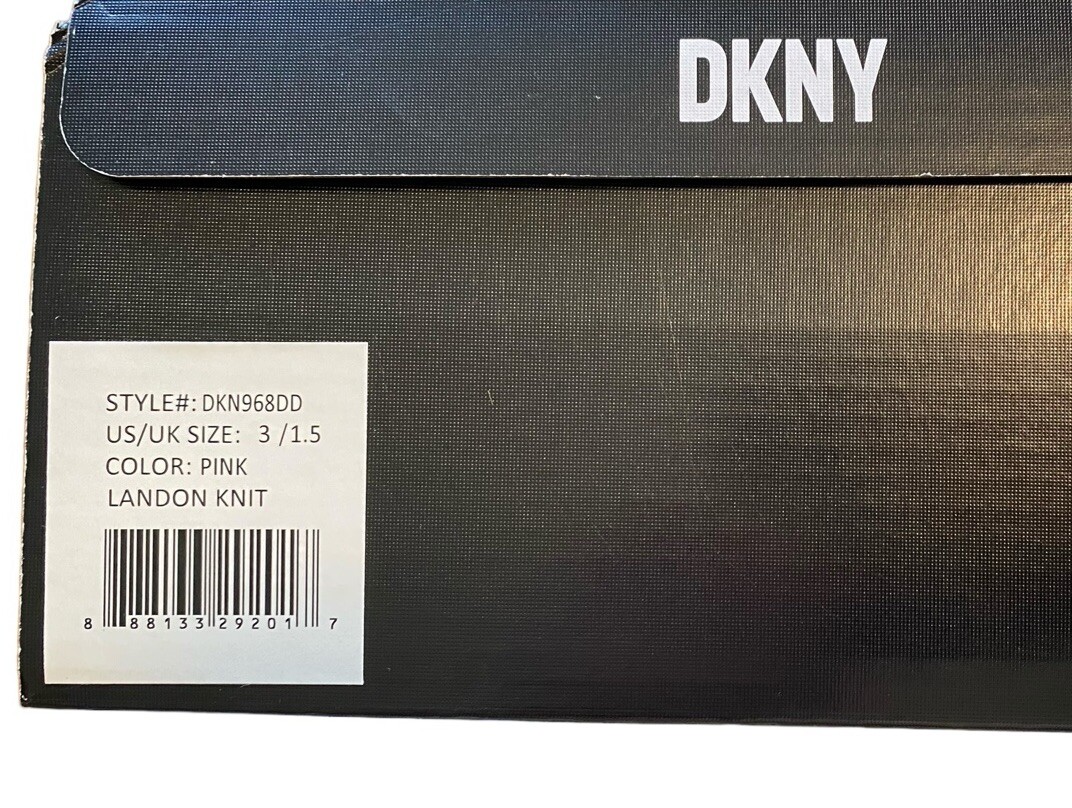 DKNY
STYLE#: DKN968DD
US/UK SIZE: 3 /1.5
COLOR: PINK
LANDON KNIT
8 88133 29201 7